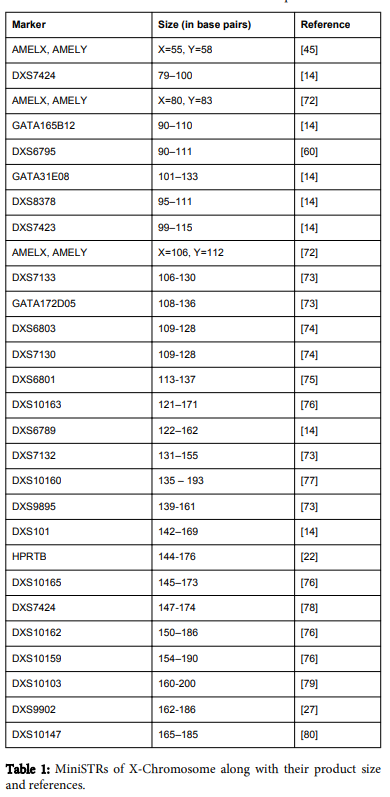 Marker Size (in base pairs) Reference
AMELX, AMELY X=55, Y=58 [45]
DXS7424 79–100 [14]
AMELX, AMELY X=80, Y=83 [72]
GATA165B12 90–110 [14]
DXS6795 90–111 [60]
GATA31E08 101–133 [14]
DXS8378 95–111 [14]
DXS7423 99–115 [14]
AMELX, AMELY X=106, Y=112 [72]
DXS7133 106-130 [73]
GATA172D05 108-136 [73]
DXS6803 109-128 [74]
DXS7130 109-128 [74]
DXS6801 113-137 [75]
DXS10163 121–171 [76]
DXS6789 122–162 [14]
DXS7132 131–155 [73]
DXS10160 135 – 193 [77]
DXS9895 139-161 [73]
DXS101 142–169 [14]
HPRTB 144-176 [22]
DXS10165 145–173 [76]
DXS7424 147-174 [78]
DXS10162 150–186 [76]
DXS10159 154–190 [76]
DXS10103 160-200 [79]
DXS9902 162-186 [27]
DXS10147 165–185 [80]
Table 1: MiniSTRs of X-Chromosome along with their product size
and references.